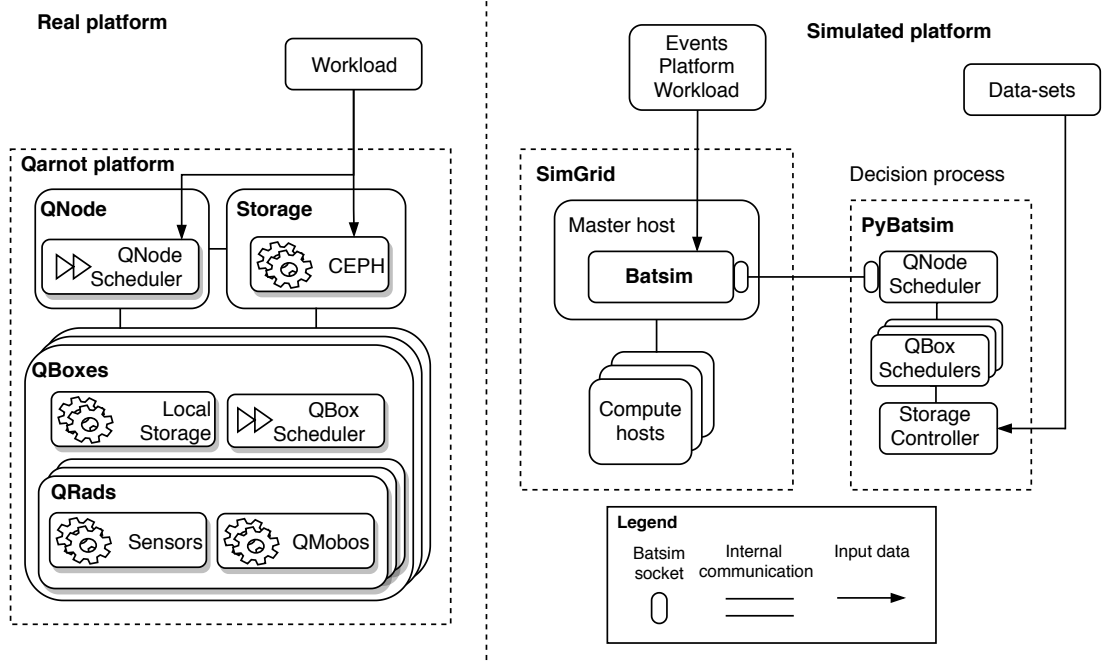 Real platform
Workload
Qarnot platform
QNode
QNode
Scheduler
Storage
CEPH
QBoxes
Local
Storage
QBox
Scheduler
QRads
Sensors
QMobos
Simulated platform
Events
Platform
Workload
Data-sets
SimGrid
Master host
Batsim
Compute
hosts
Decision process
PyBatsim
QNode
Scheduler
QBox
Schedulers
Storage
Controller
Legend
Batsim
socket
Internal
communication
Input data